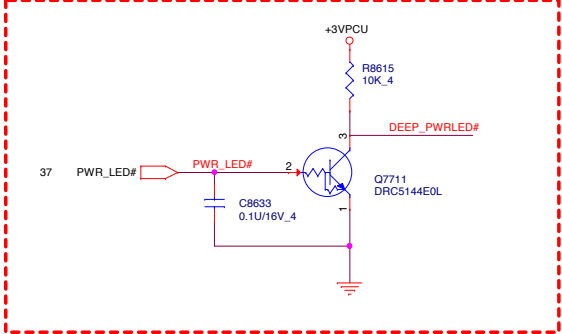 +3VPCU
R8615
10K_4
3
DEEP_PWRLED#
37 PWR_LED#
PWR_LED#
2
Q7711
DRC5144E0L
C8633
0.1U/16V_4
1